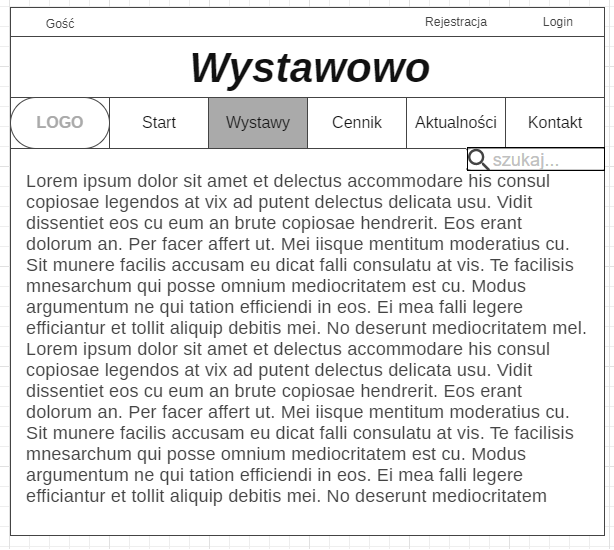 Gość Rejestracja Login
Wystawowo
LOGO Start Wystawy Cennik Aktualności Kontakt
szukaj...
Lorem ipsum dolor sit amet et delectus accommodare his consul
copiosae legendos at vix ad putent delectus delicata usu. Vidit
dissentiet eos cu eum an brute copiosae hendrerit. Eos erant
dolorum an. Per facer affert ut. Mei iisque mentitum moderatius cu.
Sit munere facilis accusam eu dicat falli consulatu at vis. Te facilisis
mnesarchum qui posse omnium mediocritatem est cu. Modus
argumentum ne qui tation efficiendi in eos. Ei mea falli legere
efficiantur et tollit aliquip debitis mei. No deserunt mediocritatem mel.
Lorem ipsum dolor sit amet et delectus accommodare his consul
copiosae legendos at vix ad putent delectus delicata usu. Vidit
dissentiet eos cu eum an brute copiosae hendrerit. Eos erant
dolorum an. Per facer affert ut. Mei iisque mentitum moderatius cu.
Sit munere facilis accusam eu dicat falli consulatu at vis. Te facilisis
mnesarchum qui posse omnium mediocritatem est cu. Modus
argumentum ne qui tation efficiendi in eos. Ei mea falli legere
efficiantur et tollit aliquip debitis mei. No deserunt mediocritatem